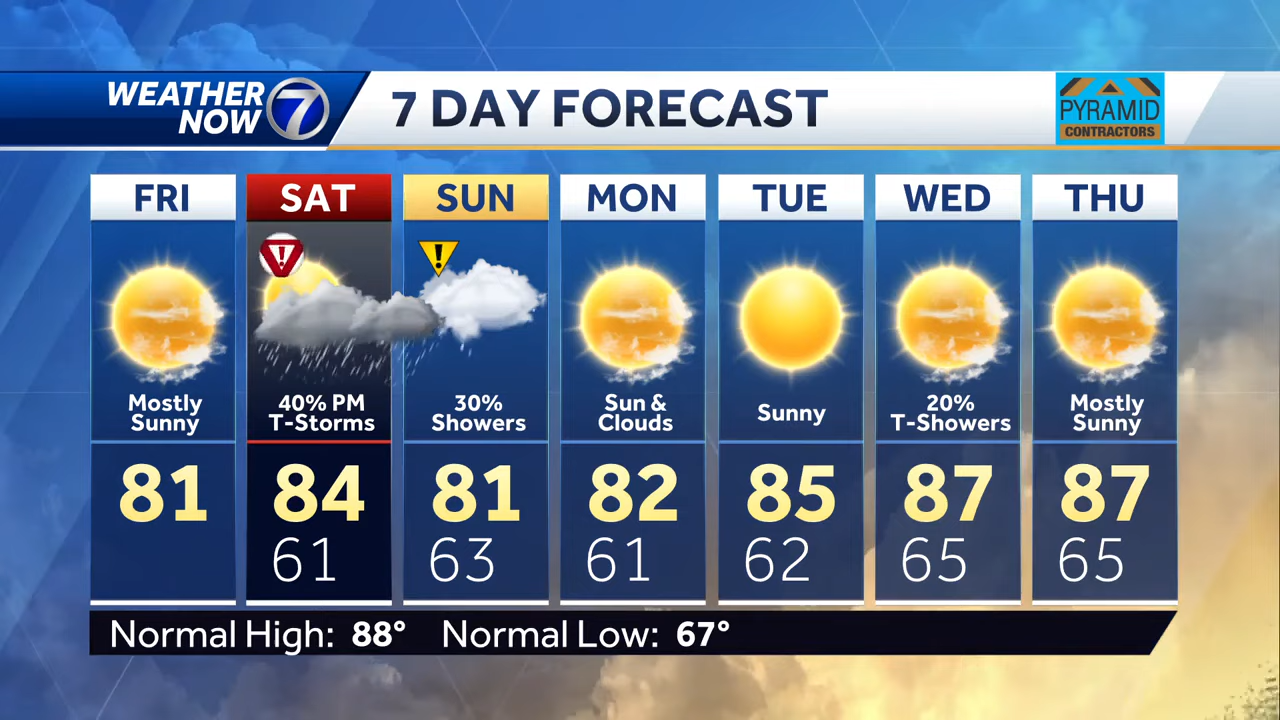 WEATHER
NOW
7
7 DAY FORECAST
PYRAMID
CONTRACTORS
FRI
SAT
SUN
MON
TUE
WED
THU
!
!
Mostly
Sunny
40% PM
T-Storms
30%
Showers
Sun &
Clouds
Sunny
20%
T-Showers
Mostly
Sunny
81
84
81
82
85
87
87
61
63
61
62
65
65
Normal High: 88° Normal Low: 67°